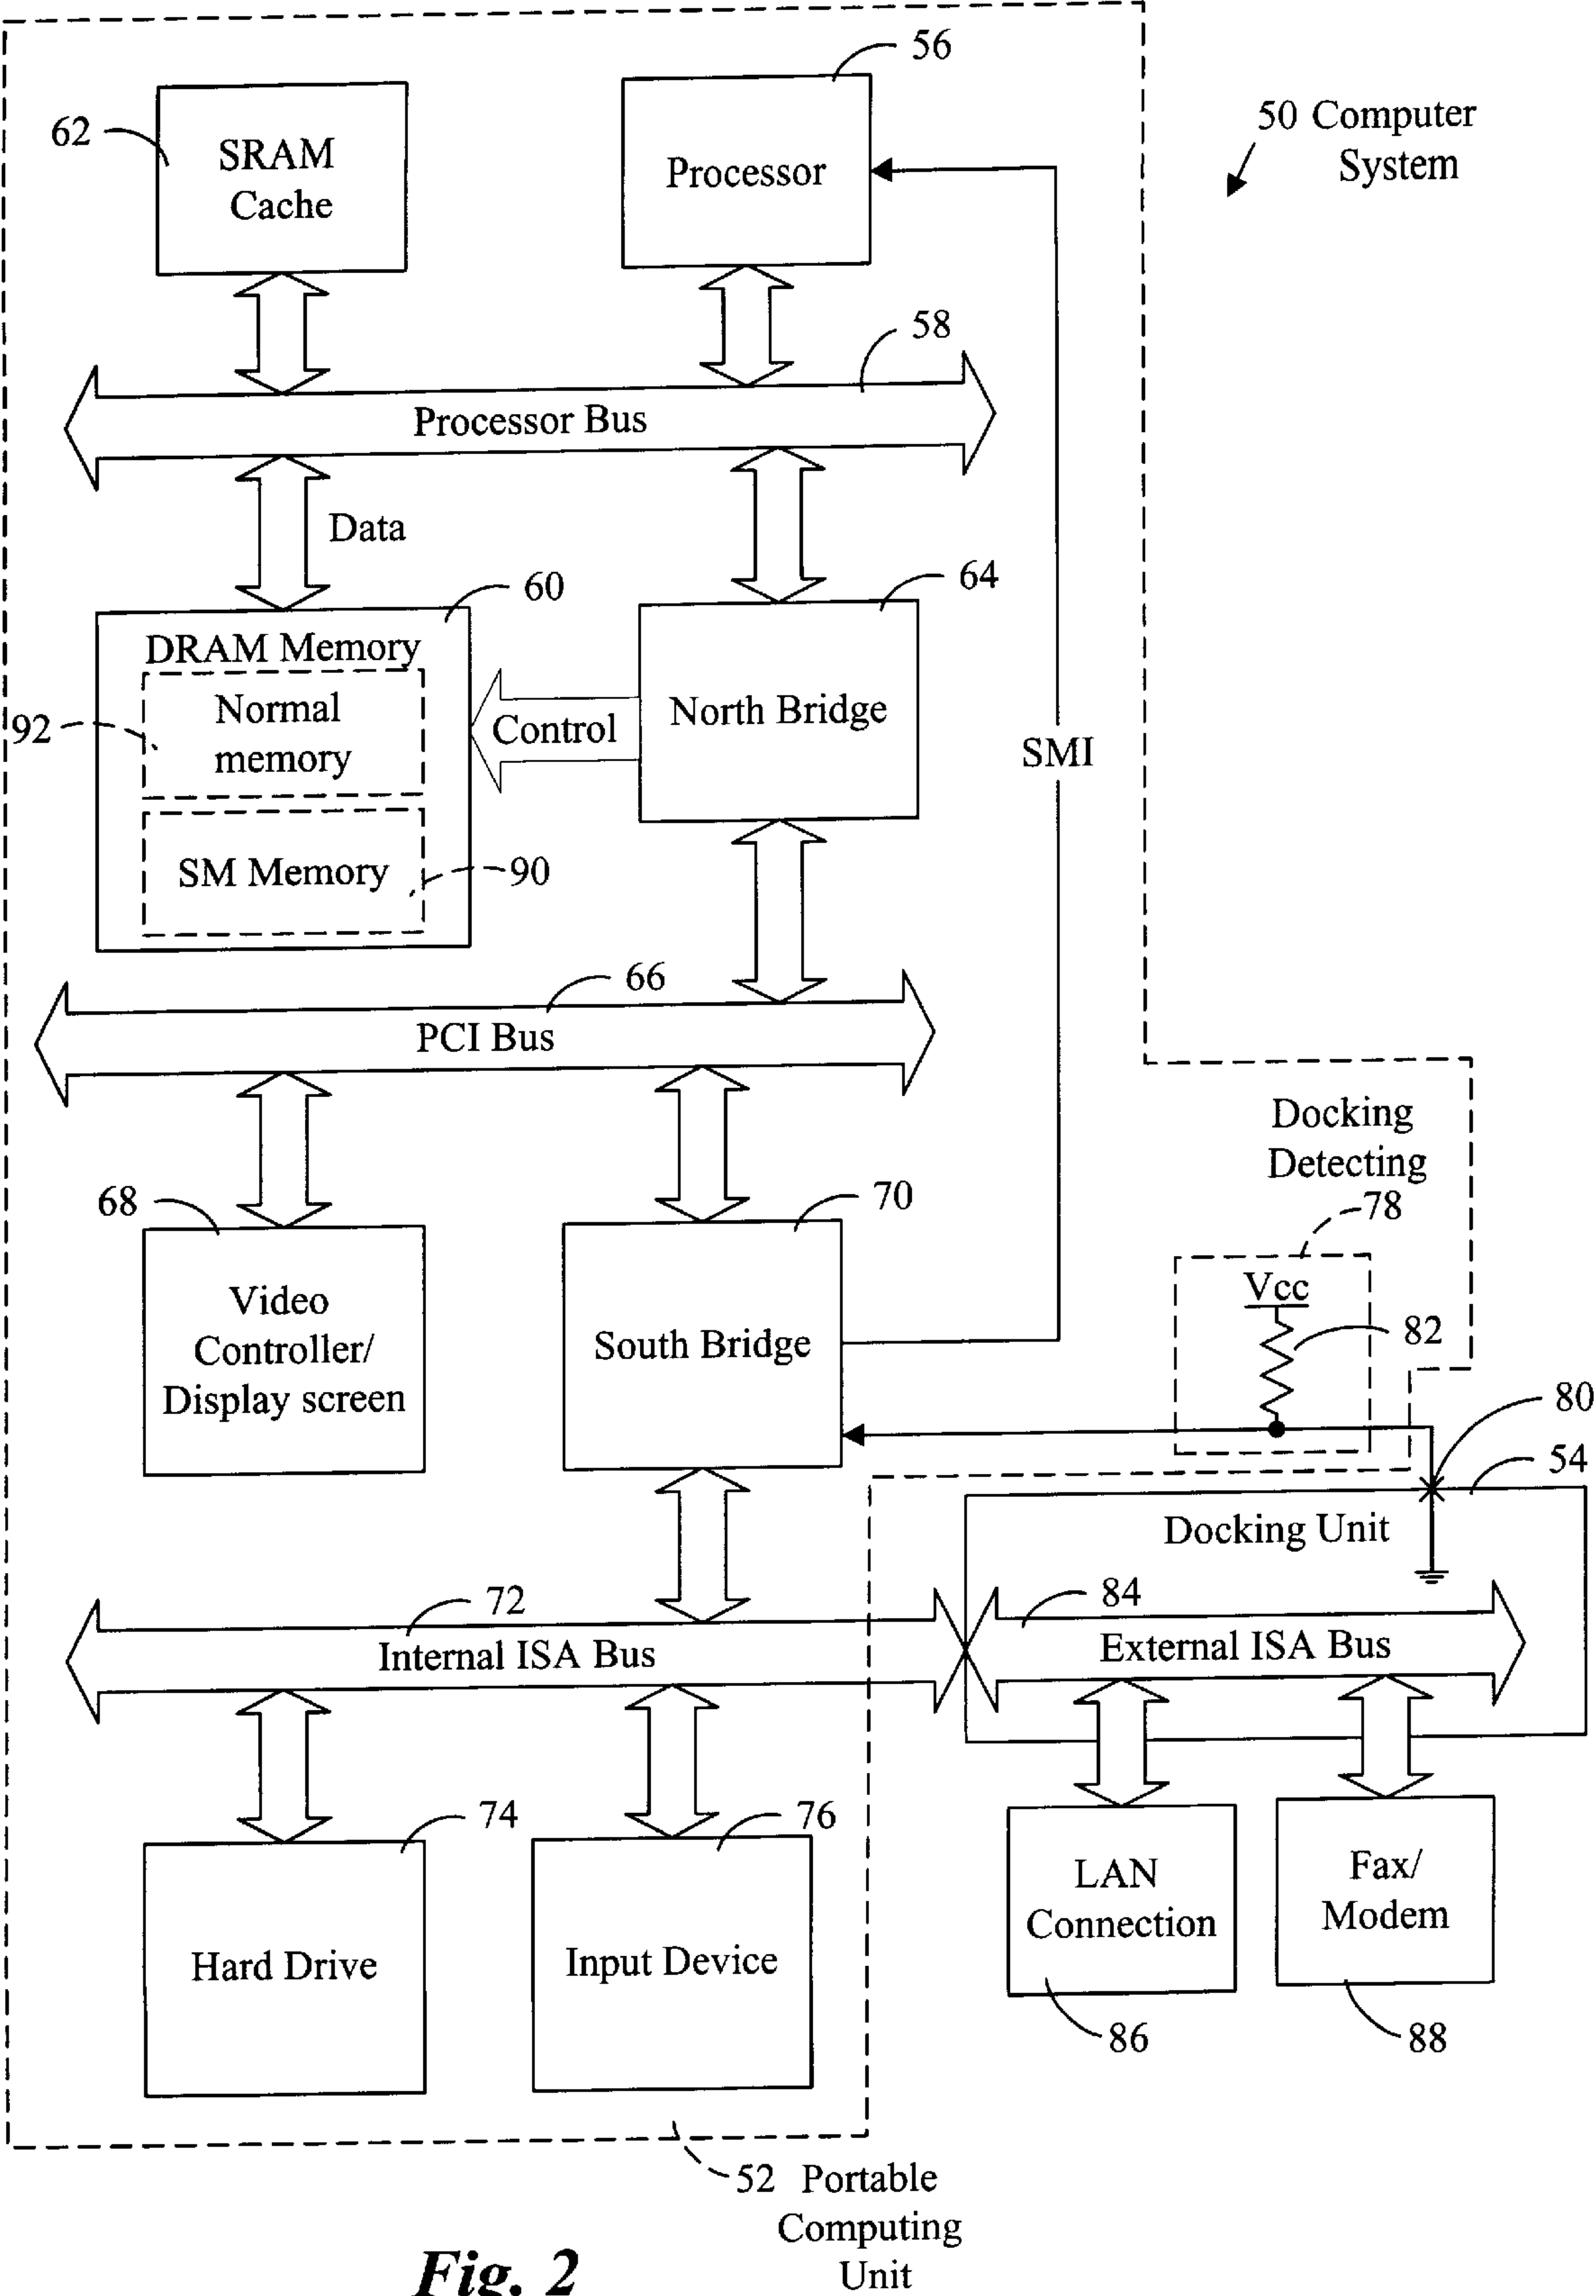 56
50 Computer
System
62
SRAM
Cache
Processor
58
Processor Bus
Data
60
64
DRAM Memory
Normal
memory
92
Control
North Bridge
SMI
SM Memory
90
66
PCI Bus
Docking
Detecting
78
68
70
Vcc
82
Video
Controller/
Display screen
South Bridge
80
54
Docking Unit
72
84
Internal ISA Bus
External ISA Bus
74
76
LAN
Connection
Fax/
Modem
Hard Drive
Input Device
86
88
52 Portable
Computing
Unit
Fig. 2